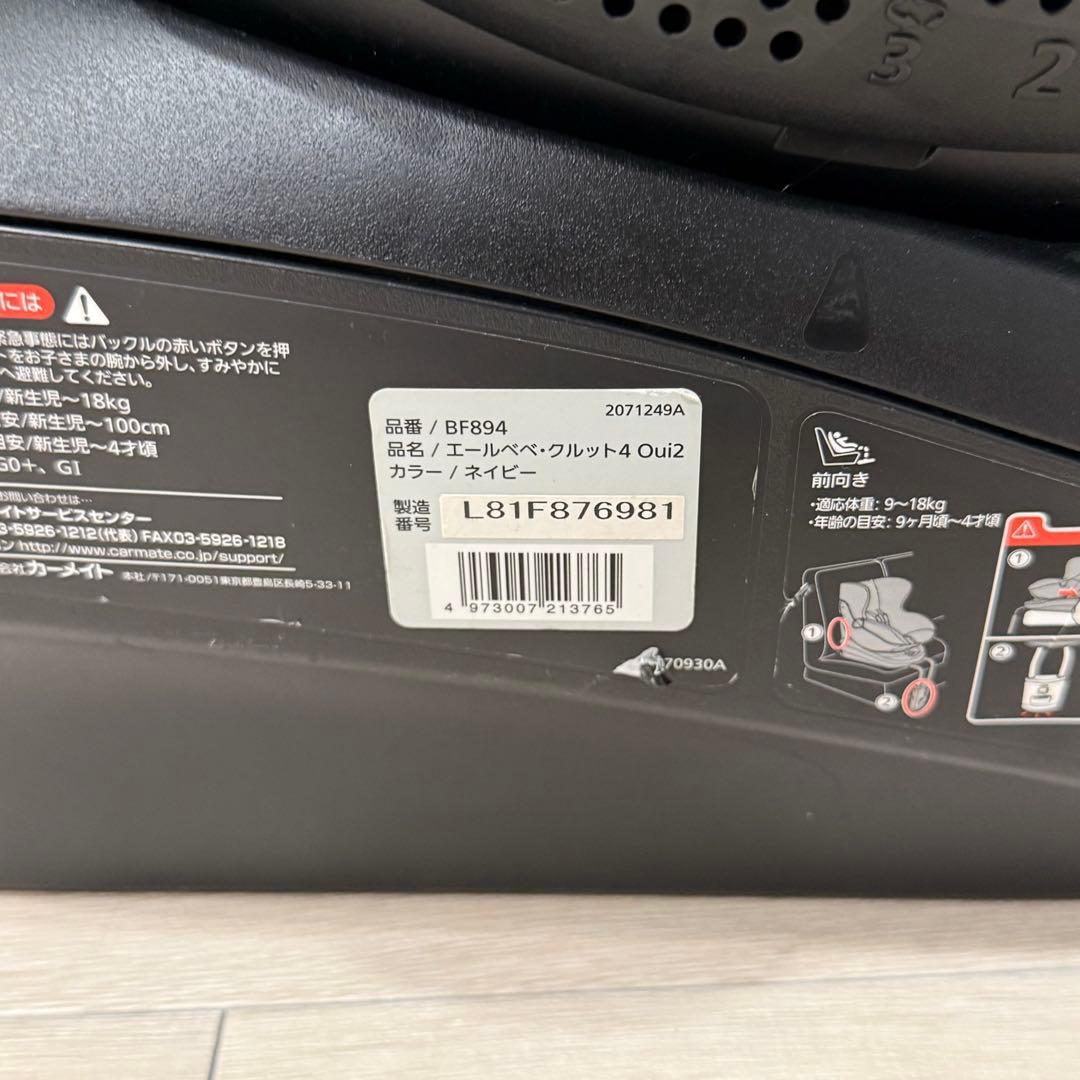 2
には
緊急事態にはバックルの赤いボタンを押
トをお子さまの腕から外し、すみやかに
へ避難してください。
/新生児〜18kg
安/新生児〜100cm
目安/新生児〜4才頃
G0+、GI
お問い合わせは…
イトサービスセンター
3-5926-1212(代表) FAX03-5926-1218
http://www.carmate.co.jp/support/
会社カーメイト 本社/〒171-0051東京都豊島区長崎5-33-11
2071249A
品番 / BF894
品名 / エールベベ・クルット4 Oui2
カラー / ネイビー
製造番号 L81F876981
4 973007 213765
70930A
前向き
・適応体重: 9〜18kg
・年齢の目安: 9ヶ月頃〜4才頃
1
2
1
2